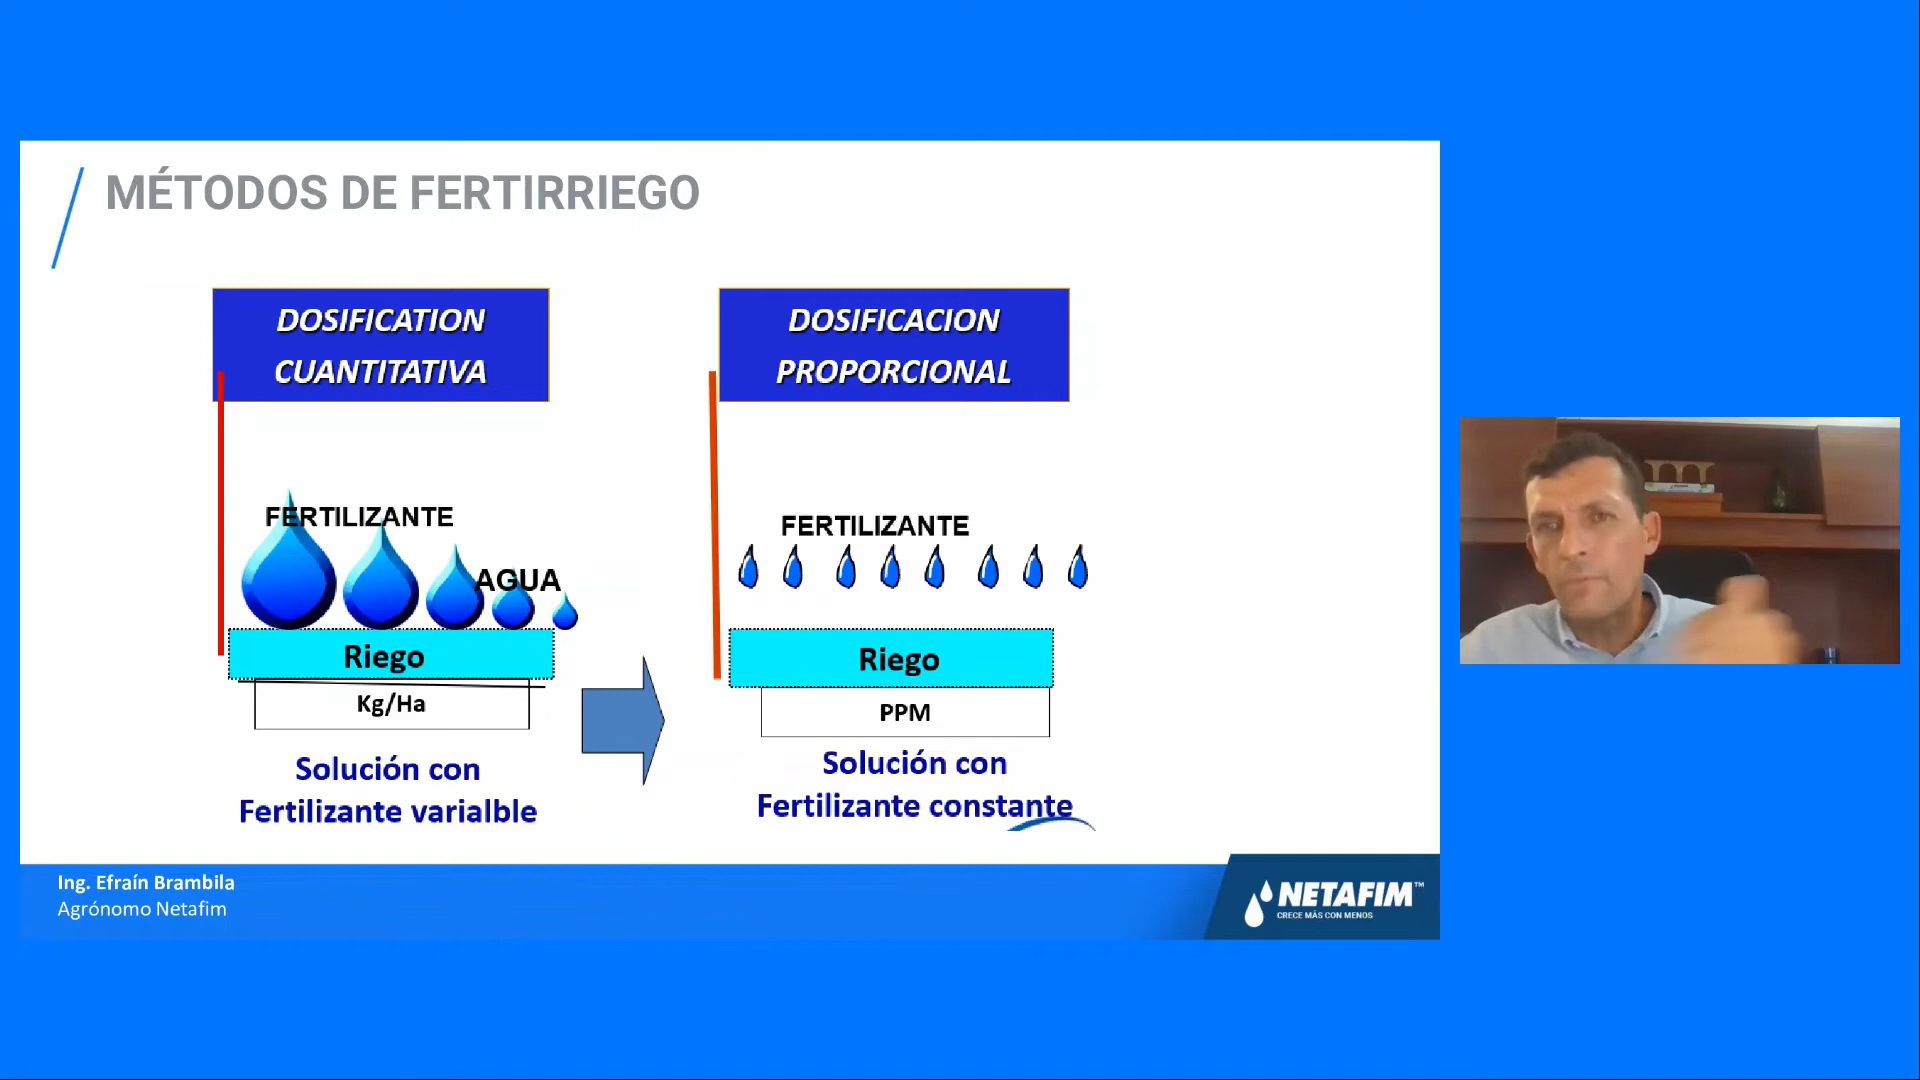 MÉTODOS DE FERTIRRIEGO
DOSIFICATION
CUANTITATIVA
FERTILIZANTE
AGUA
Riego
Kg/Ha
Solución con
Fertilizante varialble
DOSIFICACION
PROPORCIONAL
FERTILIZANTE
Riego
PPM
Solución con
Fertilizante constante
Ing. Efraín Brambila
Agrónomo Netafim
NETAFIM™
CRECE MÁS CON MENOS